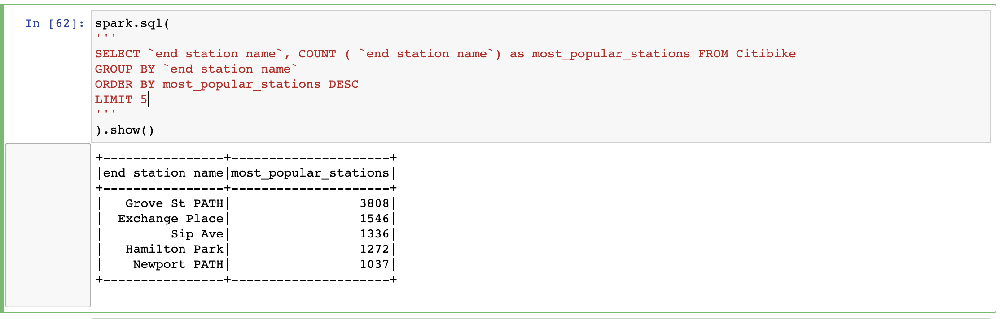 In [62]: spark.sql(
'''
SELECT `end station name`, COUNT ( `end station name`) as most_popular_stations FROM Citibike
GROUP BY `end station name`
ORDER BY most_popular_stations DESC
LIMIT 5
'''
).show()
+----------------+---------------------+
|end station name|most_popular_stations|
+----------------+---------------------+
|   Grove St PATH|                 3808|
|  Exchange Place|                 1546|
|         Sip Ave|                 1336|
|   Hamilton Park|                 1272|
|    Newport PATH|                 1037|
+----------------+---------------------+